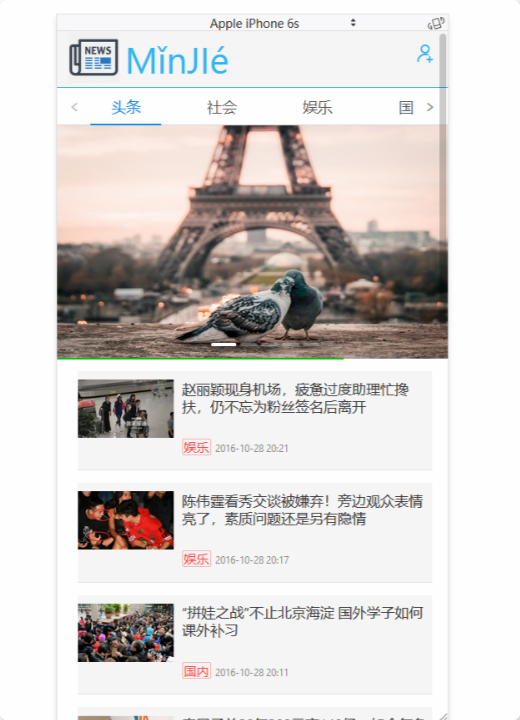 Apple iPhone 6s
NEWS
MǐnJIé
头条 社会 娱乐 国
赵丽颖现身机场，疲惫过度助理忙搀
扶，仍不忘为粉丝签名后离开
娱乐 2016-10-28 20:21
陈伟霆看秀交谈被嫌弃！旁边观众表情
亮了，素质问题还是另有隐情
娱乐 2016-10-28 20:17
“拼娃之战”不止北京海淀 国外学子如何
课外补习
国内 2016-10-28 20:11